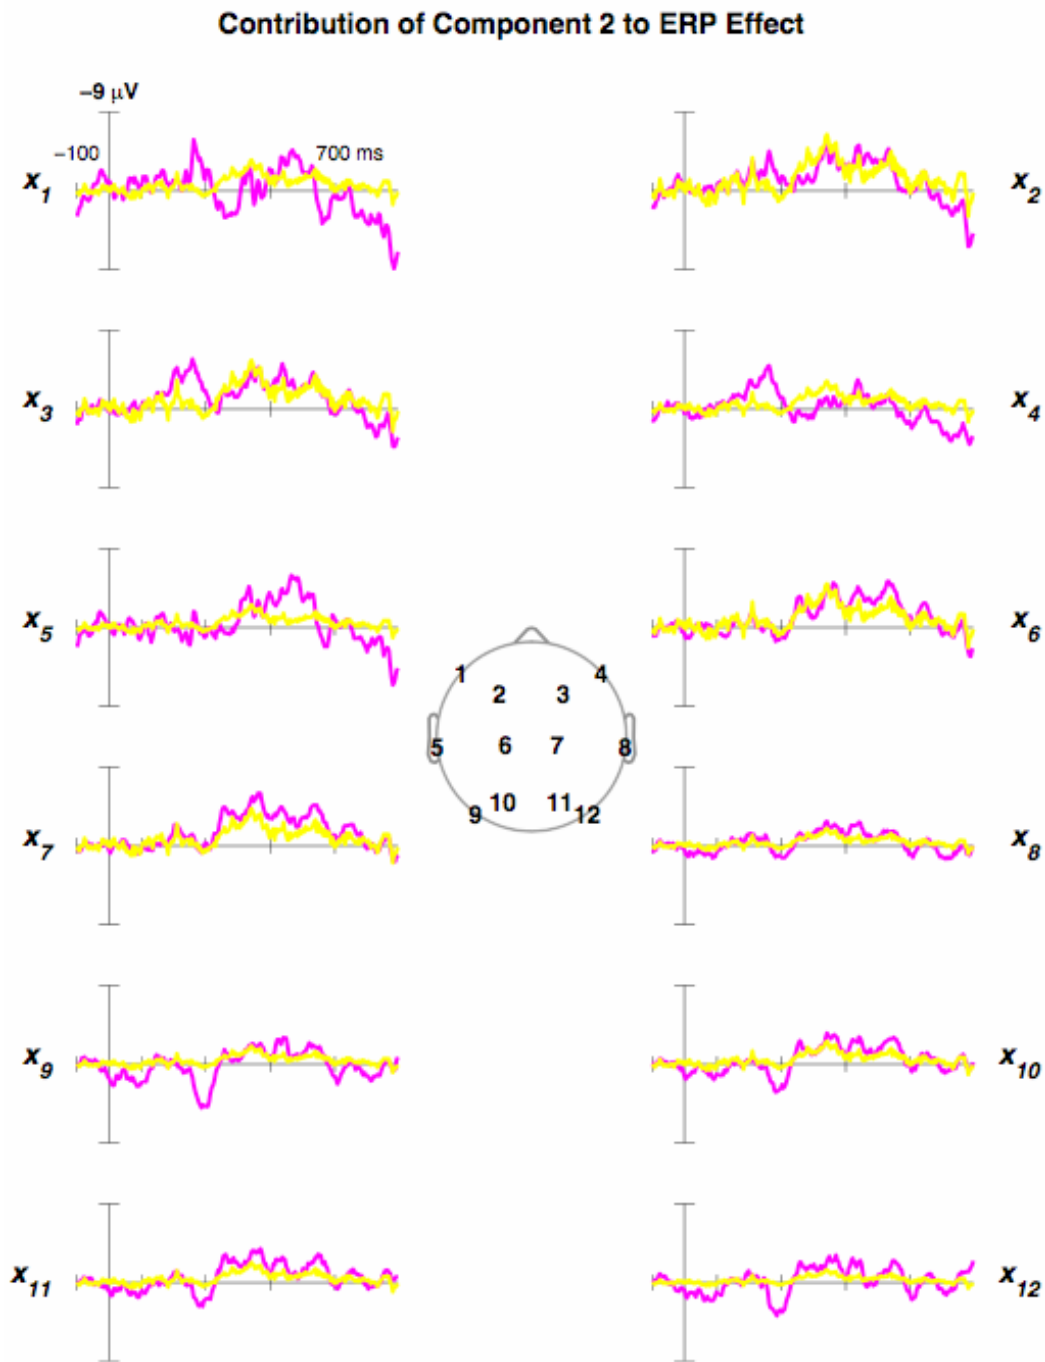 Contribution of Component 2 to ERP Effect
−9 μV
−100
700 ms
x1
x2
x3
x4
x5
x6
1
4
2
3
5
6
7
8
10
11
9
12
x7
x8
x9
x10
x11
x12